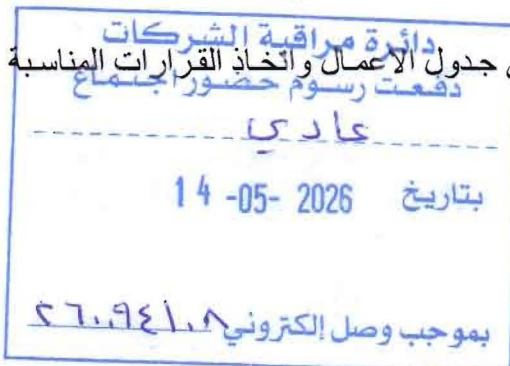 دائرة مراقبة الشركات
جدول الاعمال واتخاذ القرارات المناسبة
دفعت رسوم حضور اجتماع
عادي
بتاريخ 14 -05- 2026
بموجب وصل إلكتروني ٢٦٠٩٤١٠٨